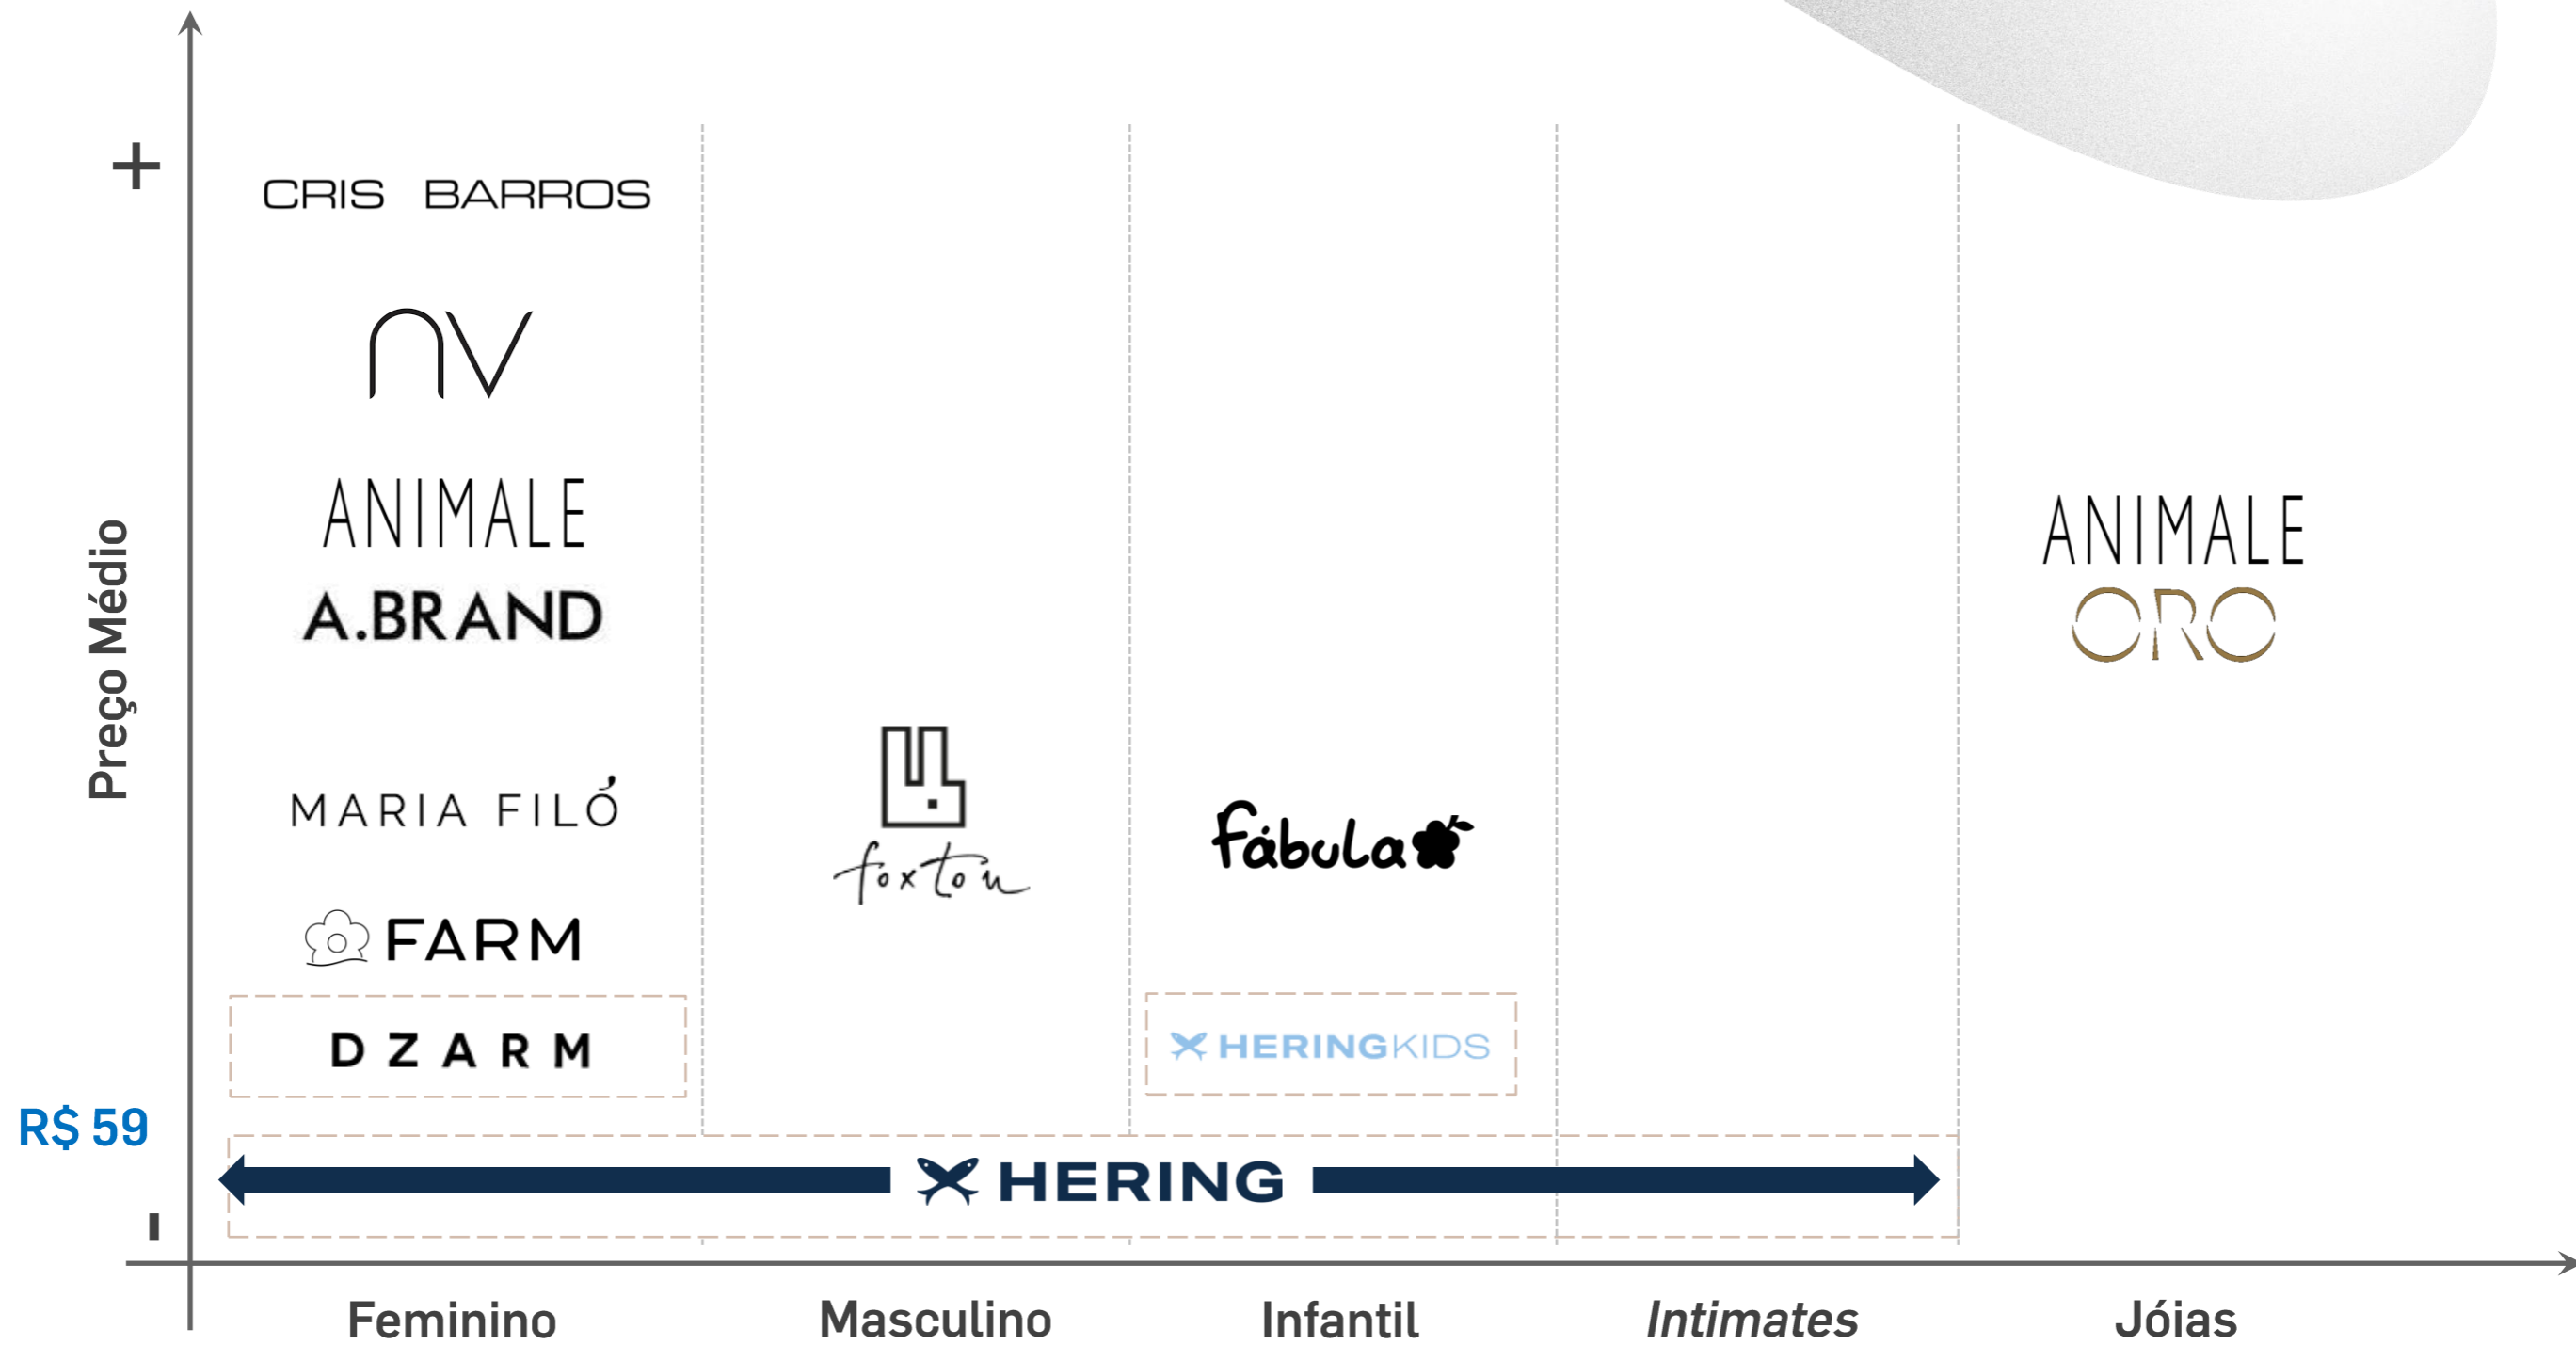 +
CRIS BARROS
NV
ANIMALE
A.BRAND
ANIMALE
ORO
Preço Médio
MARIA FILÓ
foxton
fábula
FARM
DZARM
HERINGKIDS
R$ 59
HERING
-
Feminino
Masculino
Infantil
Intimates
Jóias